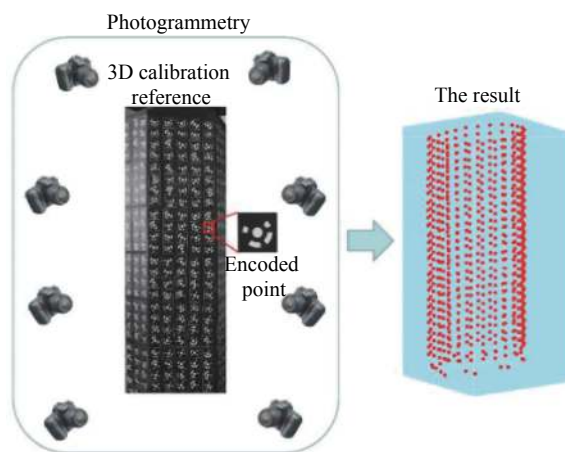 Photogrammetry
3D calibration
reference
The result
Encoded
point